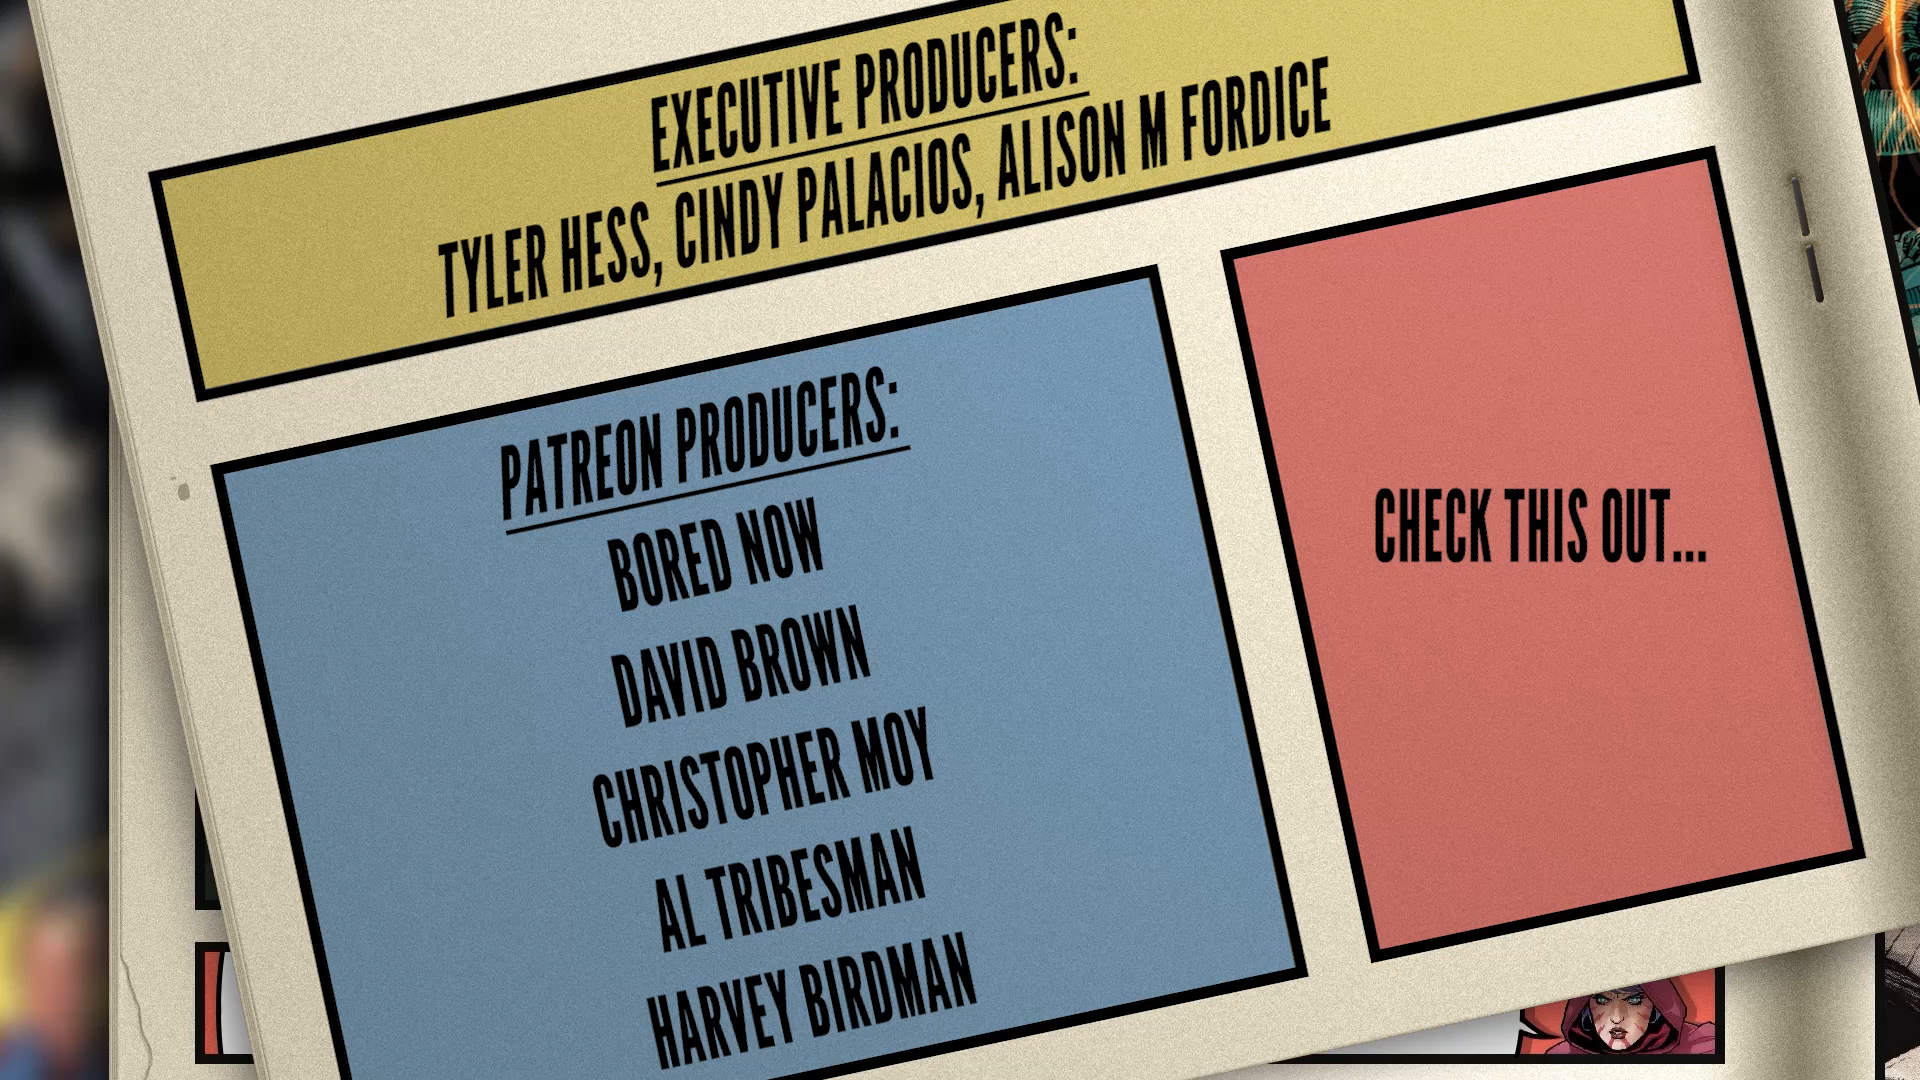 EXECUTIVE PRODUCERS:
TYLER HESS, CINDY PALACIOS, ALISON M FORDICE
PATREON PRODUCERS:
BORED NOW
DAVID BROWN
CHRISTOPHER MOY
AL TRIBESMAN
HARVEY BIRDMAN
CHECK THIS OUT...